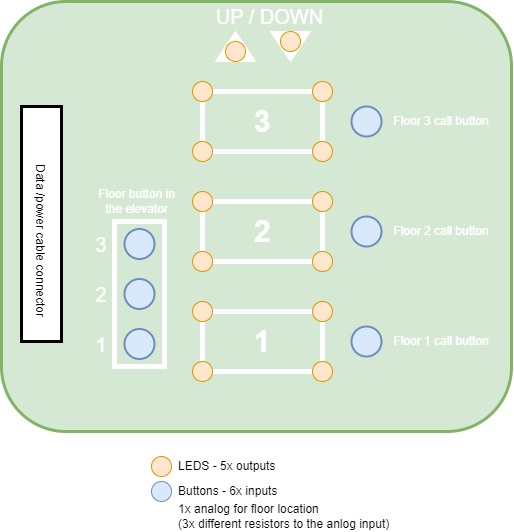 UP / DOWN
3
Floor 3 call button
Data /power cable connector
Floor button in
the elevator
2
Floor 2 call button
3
2
1
1
Floor 1 call button
LEDS - 5x outputs
Buttons - 6x inputs
1x analog for floor location
(3x different resistors to the anlog input)